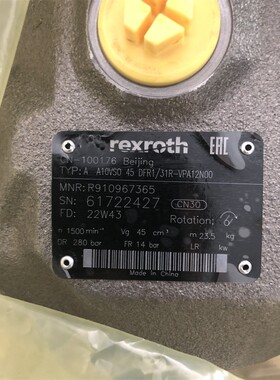 rexroth
EAC
CN-100176 Beijing
TYP: A A10VSO 45 DFR1/31R-VPA12N00
MNR: R910967365
SN: 61722427 CN30
FD: 22W43 Rotation:
n 1500 min⁻¹ Vg 45 cm³ m 23,5 kg
DR 280 bar FR 14 bar LR kw
Made in China